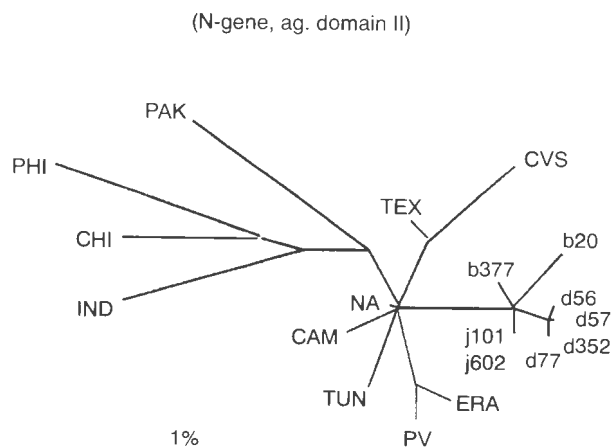 (N-gene, ag. domain II)
PAK
PHI
CVS
TEX
CHI
b20
b377
d56
NA
IND
d57
CAM
j101
d352
j602
d77
TUN
ERA
1%
PV